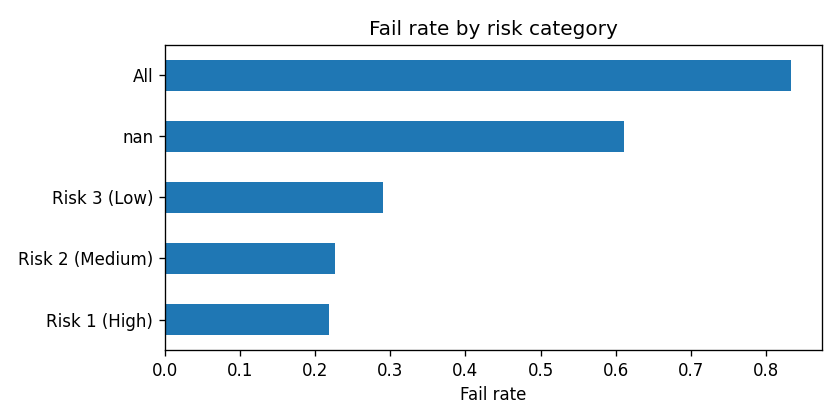 Fail rate by risk category
All
nan
Risk 3 (Low)
Risk 2 (Medium)
Risk 1 (High)
0.0 0.1 0.2 0.3 0.4 0.5 0.6 0.7 0.8
Fail rate